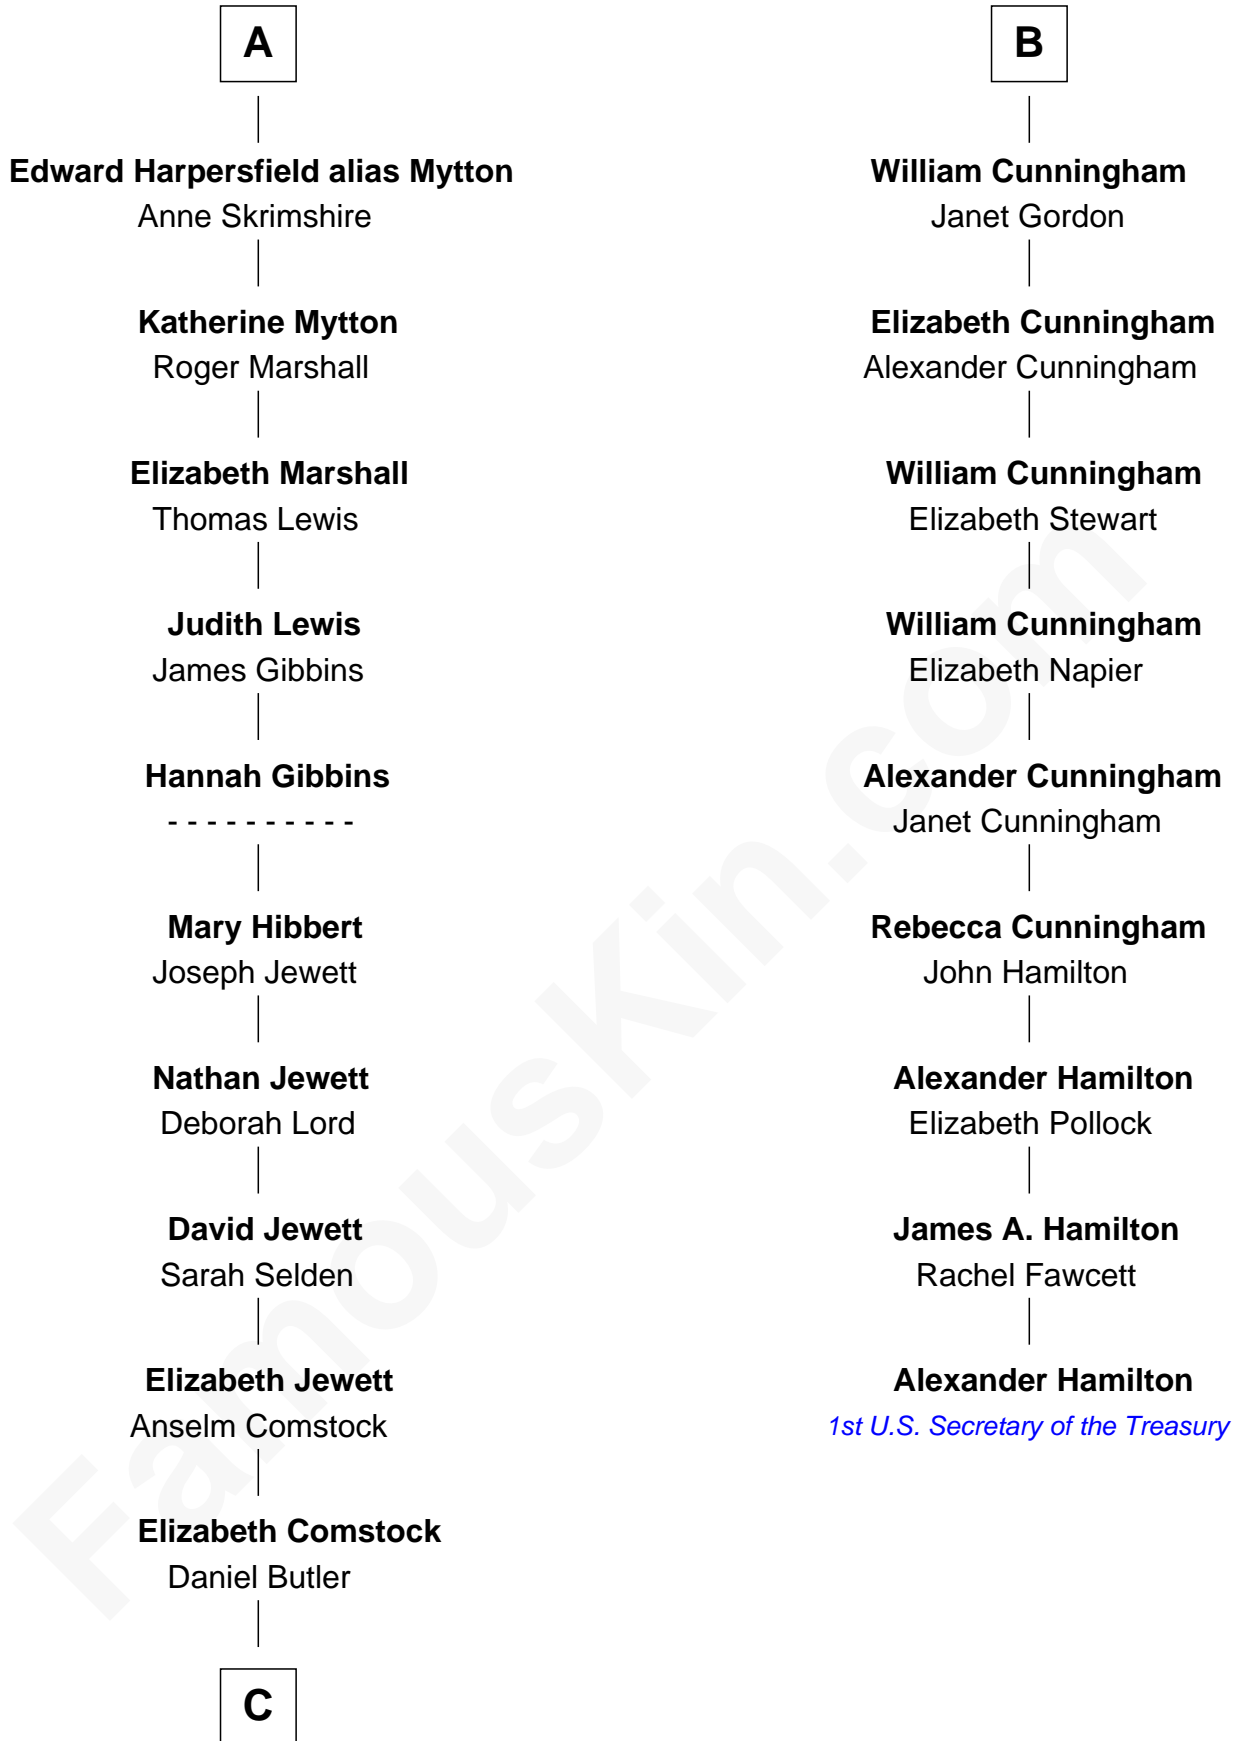 A
Edward Harpersfield alias Mytton
Anne Skrimshire
Katherine Mytton
Roger Marshall
Elizabeth Marshall
Thomas Lewis
Judith Lewis
James Gibbins
Hannah Gibbins
- - - - - - - - - -
Mary Hibbert
Joseph Jewett
Nathan Jewett
Deborah Lord
David Jewett
Sarah Selden
Elizabeth Jewett
Anselm Comstock
Elizabeth Comstock
Daniel Butler
C
B
William Cunningham
Janet Gordon
Elizabeth Cunningham
Alexander Cunningham
William Cunningham
Elizabeth Stewart
William Cunningham
Elizabeth Napier
Alexander Cunningham
Janet Cunningham
Rebecca Cunningham
John Hamilton
Alexander Hamilton
Elizabeth Pollock
James A. Hamilton
Rachel Fawcett
Alexander Hamilton
1st U.S. Secretary of the Treasury
FamousKin.com